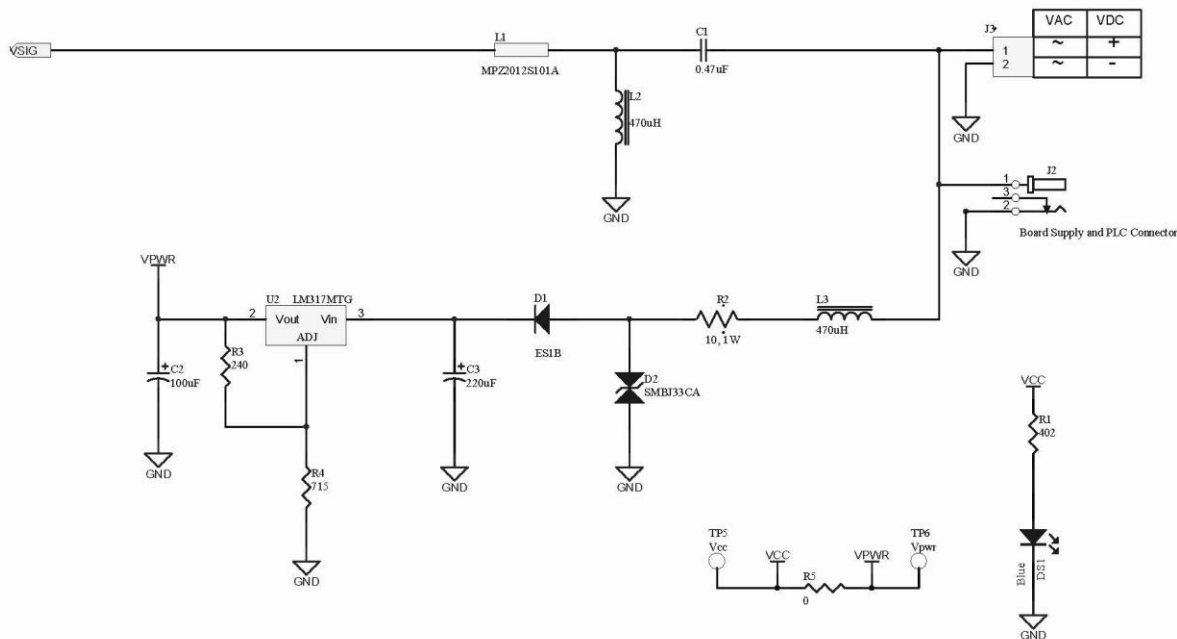 VSIG
L1
MPZ2012S101A
C1
0.47uF
J3
1
2
VAC VDC
~ +
~ -
GND
L2
470uH
GND
1
3
2
J2
Board Supply and PLC Connector
GND
VPWR
U2 LM317MTG
2 Vout Vin 3
ADJ
1
R3
240
C2
100uF
GND
R4
715
GND
C3
220uF
GND
D1
ES1B
R2
10, 1W
L3
470uH
D2
SMBJ33CA
GND
TP5
Vcc
VCC
R5
0
VPWR
TP6
Vpwr
VCC
R1
402
Blue
DS1
GND